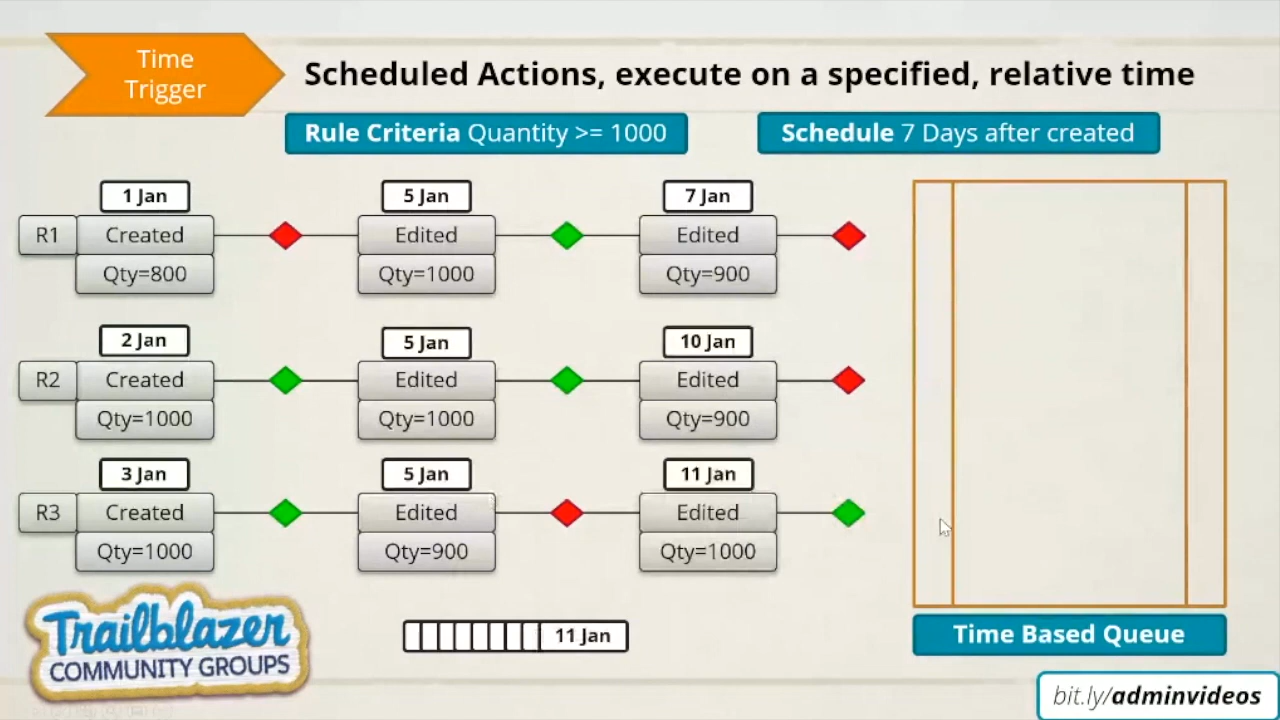 Time
Trigger
Scheduled Actions, execute on a specified, relative time
Rule Criteria Quantity >= 1000
Schedule 7 Days after created
1 Jan
5 Jan
7 Jan
R1
Created
Edited
Edited
Qty=800
Qty=1000
Qty=900
2 Jan
5 Jan
10 Jan
R2
Created
Edited
Edited
Qty=1000
Qty=1000
Qty=900
3 Jan
5 Jan
11 Jan
R3
Created
Edited
Edited
Qty=1000
Qty=900
Qty=1000
Trailblazer
COMMUNITY GROUPS
11 Jan
Time Based Queue
bit.ly/adminvideos